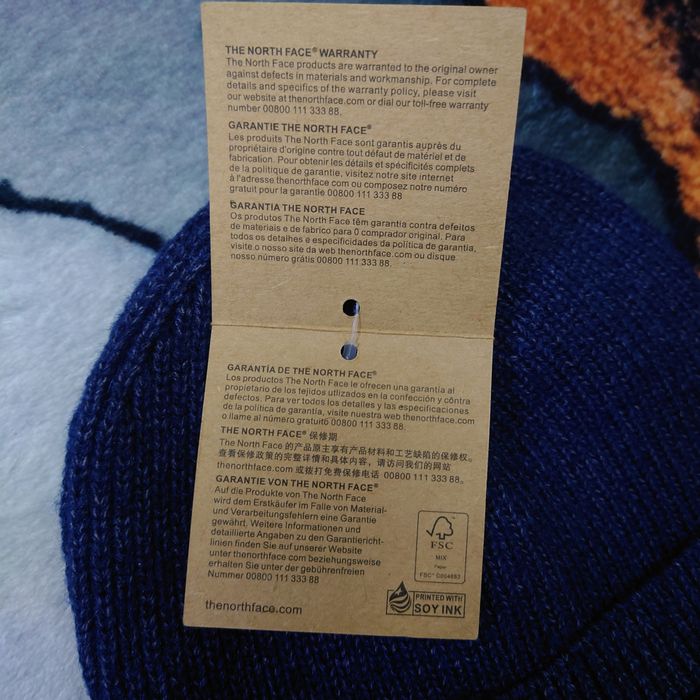 THE NORTH FACE® WARRANTY
The North Face products are warranted to the original owner
against defects in materials and workmanship. For complete
details and specifics of the warranty policy, please visit
our website at thenorthface.com or dial our toll-free warranty
number 00800 111 333 88.
GARANTIE THE NORTH FACE®
Les produits The North Face sont garantis auprès du
propriétaire d'origine contre tout défaut de matériel et de
fabrication. Pour obtenir les détails et spécificités complets
de la politique de garantie, visitez notre site internet
à l'adresse thenorthface.com ou composez notre numéro
gratuit pour la garantie 00800 111 333 88
GARANTIA THE NORTH FACE
Os produtos The North Face têm garantia contra defeitos
de materiais e de fabrico para 0 comprador original. Para
todos os detalhes a especificidades da política de garantia,
visite o nosso site da web thenorthface.com ou disque
nosso número grátis 00800 111 333 88.
GARANTÍA DE THE NORTH FACE®
Los productos The North Face le ofrecen una garantía al
propietario de los tejidos utilizados en la confección y contra
defectos. Para ver todos los detalles y las especificaciones
de la política de garantía, visite nuestra web thenorthface.com
o llame al número gratuito 00800 111 333 88.
THE NORTH FACE® 保修期
The North Face 的产品原主享有产品材料和工艺缺陷的保修权。
查看保修政策的完整详情和具体内容，请访问我们的网站
thenorthface.com 或拨打免费保修电话 00800 111 333 88。
GARANTIE VON THE NORTH FACE®
Auf die Produkte von The North Face
wird dem Erstkäufer im Falle von Material-
und Verarbeitungsfehlern eine Garantie
gewährt. Weitere Informationen und
detaillierte Angaben zu den Garantiericht-
linien finden Sie auf unserer Website
unter thenorthface.com beziehungsweise
erhalten Sie unter der gebührenfreien
Nummer 00800 111 333 88
FSC
MIX
Paper
FSC® C004653
thenorthface.com
PRINTED WITH
SOY INK